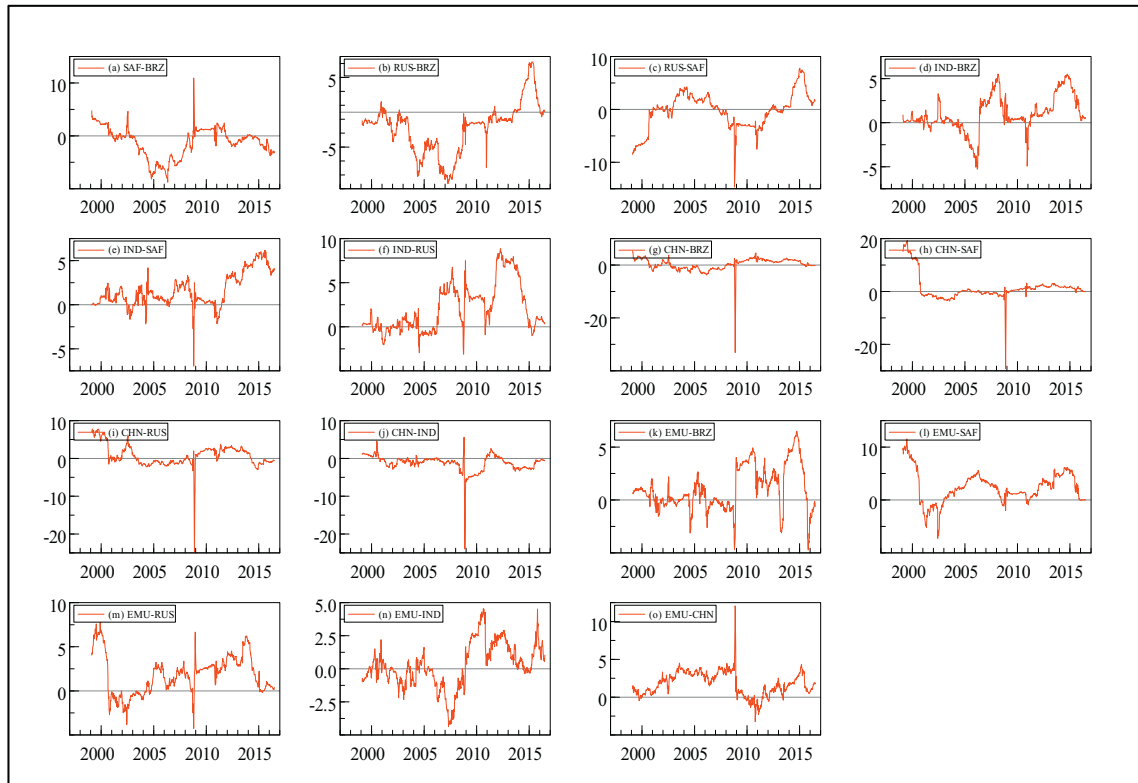 (a) SAF-BRZ
10
0
2000 2005 2010 2015
(b) RUS-BRZ
5
-5
2000 2005 2010 2015
(c) RUS-SAF
10
0
-10
2000 2005 2010 2015
(d) IND-BRZ
5
0
-5
2000 2005 2010 2015
(e) IND-SAF
5
0
-5
2000 2005 2010 2015
(f) IND-RUS
10
5
0
2000 2005 2010 2015
(g) CHN-BRZ
0
-20
2000 2005 2010 2015
(h) CHN-SAF
20
0
-20
2000 2005 2010 2015
(i) CHN-RUS
10
0
-10
-20
2000 2005 2010 2015
(j) CHN-IND
10
0
-10
-20
2000 2005 2010 2015
(k) EMU-BRZ
5
0
2000 2005 2010 2015
(l) EMU-SAF
10
0
2000 2005 2010 2015
(m) EMU-RUS
5
0
2000 2005 2010 2015
(n) EMU-IND
5.0
2.5
0.0
-2.5
2000 2005 2010 2015
(o) EMU-CHN
10
5
0
2000 2005 2010 2015